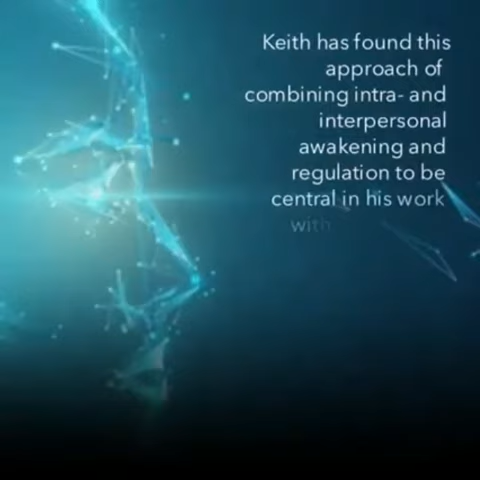 Keith has found this
approach of
combining intra- and
interpersonal
awakening and
regulation to be
central in his work
with